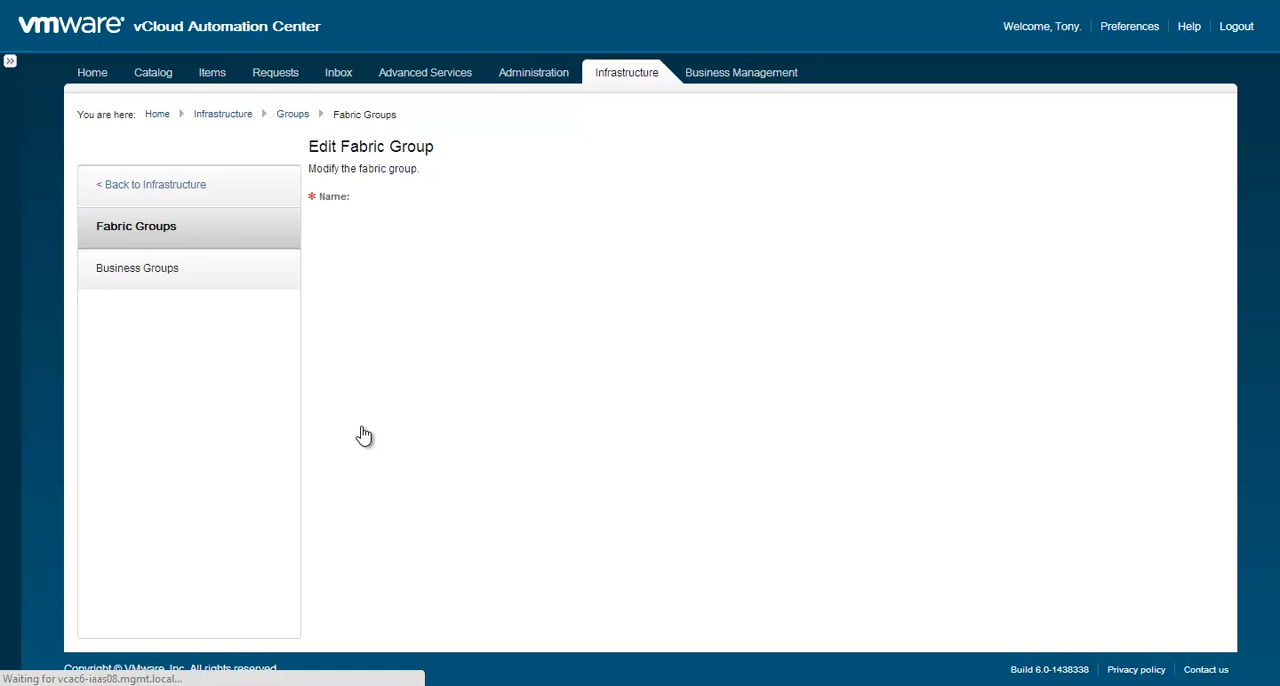 vmware® vCloud Automation Center
Welcome, Tony. Preferences Help Logout
Home Catalog Items Requests Inbox Advanced Services Administration Infrastructure Business Management
You are here: Home Infrastructure Groups Fabric Groups
Edit Fabric Group
Modify the fabric group.
* Name:
< Back to Infrastructure
Fabric Groups
Business Groups
Copyright © VMware, Inc. All rights reserved.
Build 6.0-1438338 Privacy policy Contact us
Waiting for vcac6-iaas08.mgmt.local...